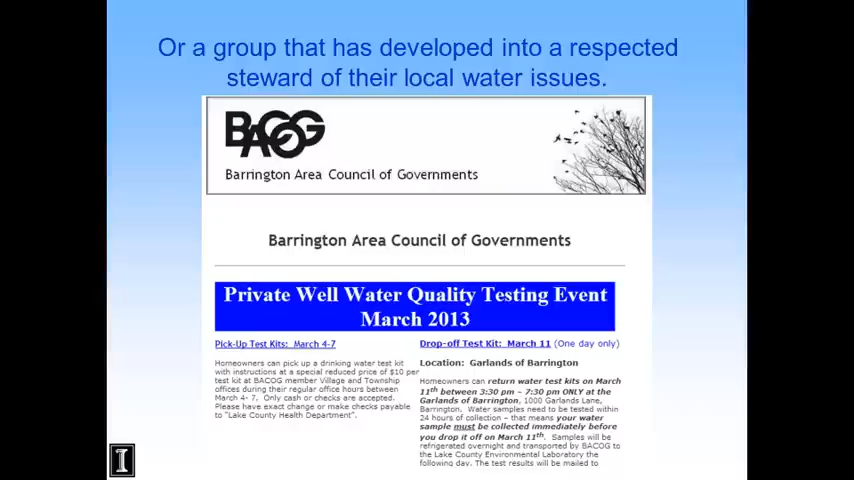 Or a group that has developed into a respected
steward of their local water issues.
BACOG
Barrington Area Council of Governments
Barrington Area Council of Governments
Private Well Water Quality Testing Event
March 2013
Pick-Up Test Kits: March 4-7
Homeowners can pick up a drinking water test kit
with instructions at a special reduced price of $10 per
test kit at BACOG member Village and Township
offices during their regular office hours between
March 4- 7. Only cash or checks are accepted.
Please have exact change or make checks payable
to "Lake County Health Department".
Drop-off Test Kit: March 11 (One day only)
Location: Garlands of Barrington
Homeowners can return water test kits on March
11th between 3:30 pm – 7:30 pm ONLY at the
Garlands of Barrington, 1000 Garlands Lane,
Barrington. Water samples need to be tested within
24 hours of collection – that means your water
sample must be collected immediately before
you drop it off on March 11th. Samples will be
refrigerated overnight and transported by BACOG to
the Lake County Environmental Laboratory the
following day. The test results will be mailed to
I